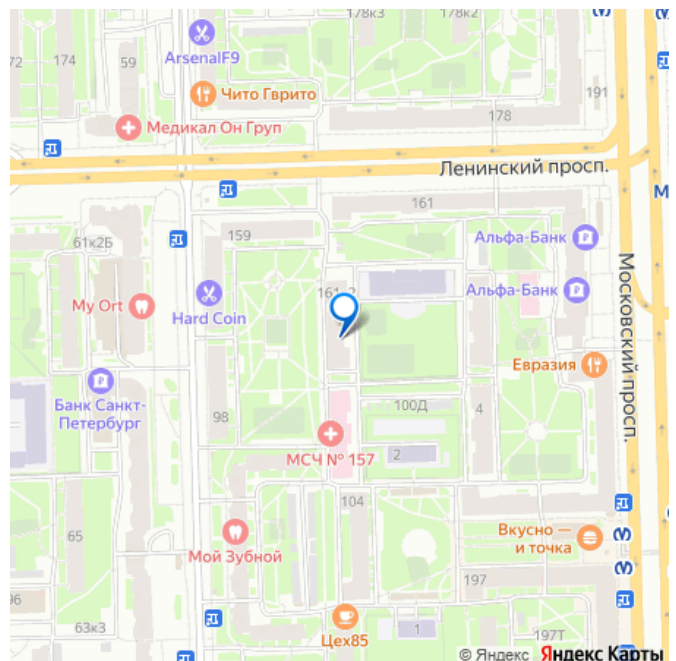 178к3
178к2
72
174
59
ArsenalF9
191
Чито Гврито
178
Медикал Он Груп
Ленинский просп.
М
161
159
61к2Б
Альфа-Банк
My Ort
Hard Coin
Альфа-Банк
Московский просп.
Евразия
Банк Санкт-
Петербург
98
100Д
4
МСЧ № 157
2
104
65
Мой Зубной
Вкусно —
и точка
197
96
63к3
Цех85
1
197Т
© Яндекс Яндекс Карты